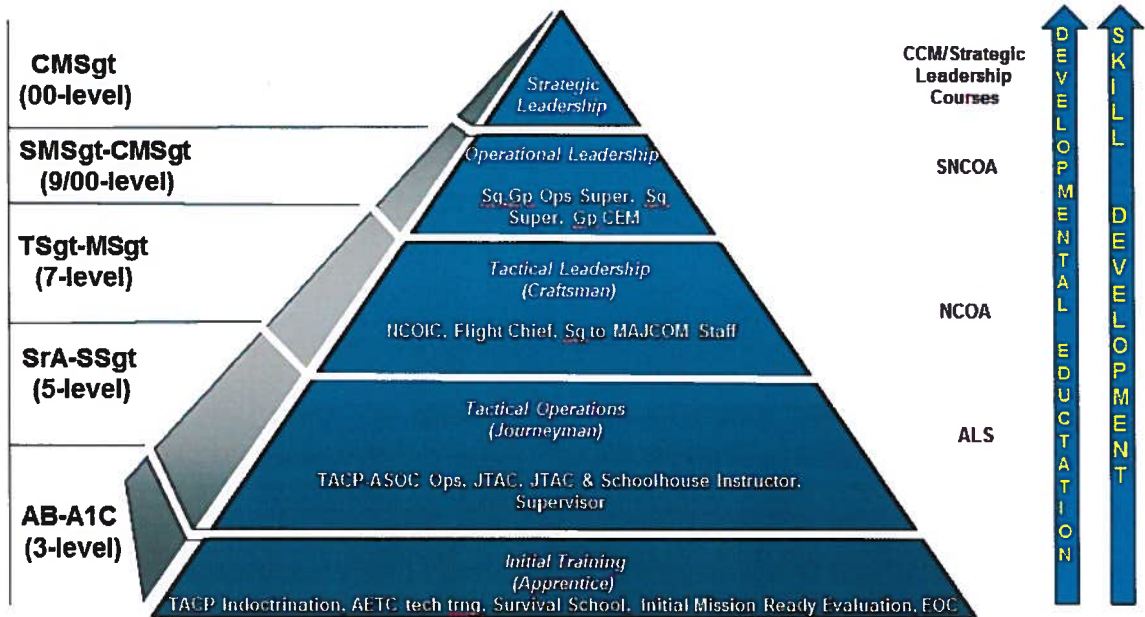 CMSgt
(00-level)
SMSgt-CMSgt
(9/00-level)
TSgt-MSgt
(7-level)
SrA-SSgt
(5-level)
AB-A1C
(3-level)
Strategic
Leadership
Operational Leadership
Sq,Gp Ops Super, Sq
Super, Gp CEM
Tactical Leadership
(Craftsman)
NCOIC, Flight Chief, Sq to MAJCOM Staff
Tactical Operations
(Journeyman)
TACP-ASOC Ops, JTAC, JTAC & Schoolhouse Instructor,
Supervisor
Initial Training
(Apprentice)
TACP Indoctrination, AETC tech trng, Survival School, Initial Mission Ready Evaluation, EOC
CCM/Strategic
Leadership
Courses
SNCOA
NCOA
ALS
DEVELOPMENTAL EDUCTATION
SKILL DEVELOPMENT